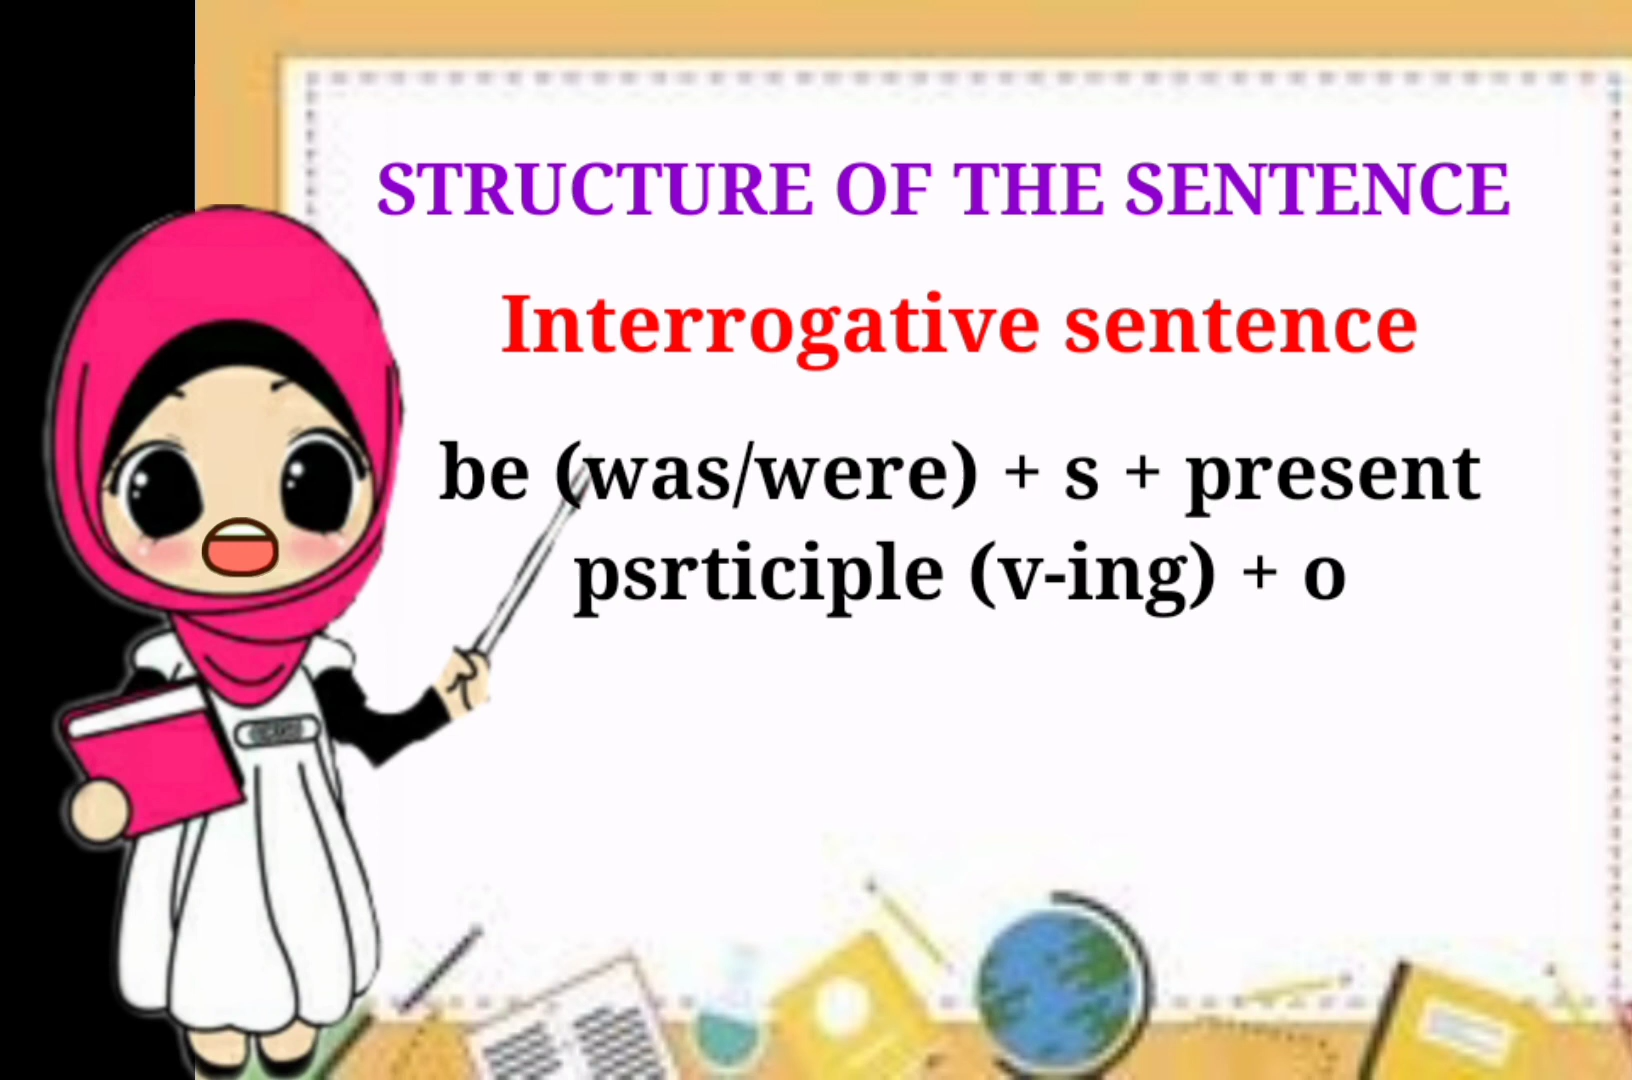 STRUCTURE OF THE SENTENCE
Interrogative sentence
be (was/were) + s + present
psrticiple (v-ing) + o